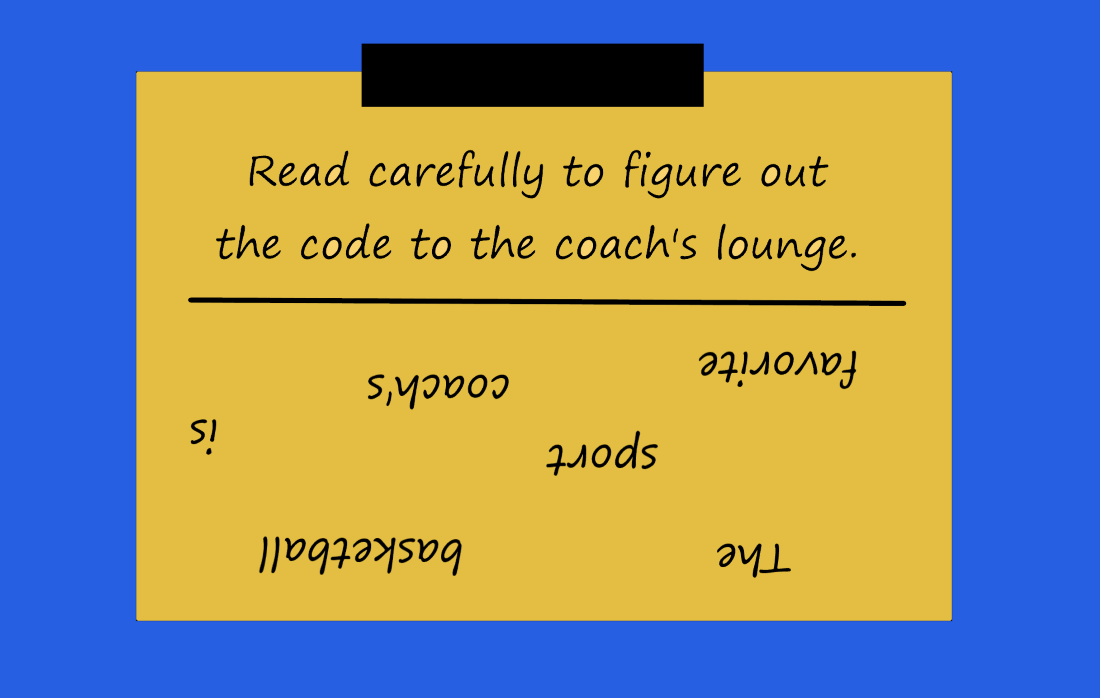 Read carefully to figure out
the code to the coach's lounge.
favorite
coach's
is
sport
basketball
The